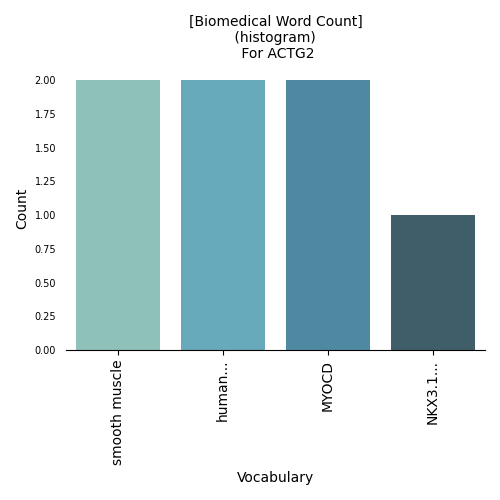 [Biomedical Word Count]
(histogram)
For ACTG2
2.00
1.75
1.50
1.25
1.00
0.75
0.50
0.25
0.00
Count
smooth muscle
human...
MYOCD
NKX3.1...
Vocabulary